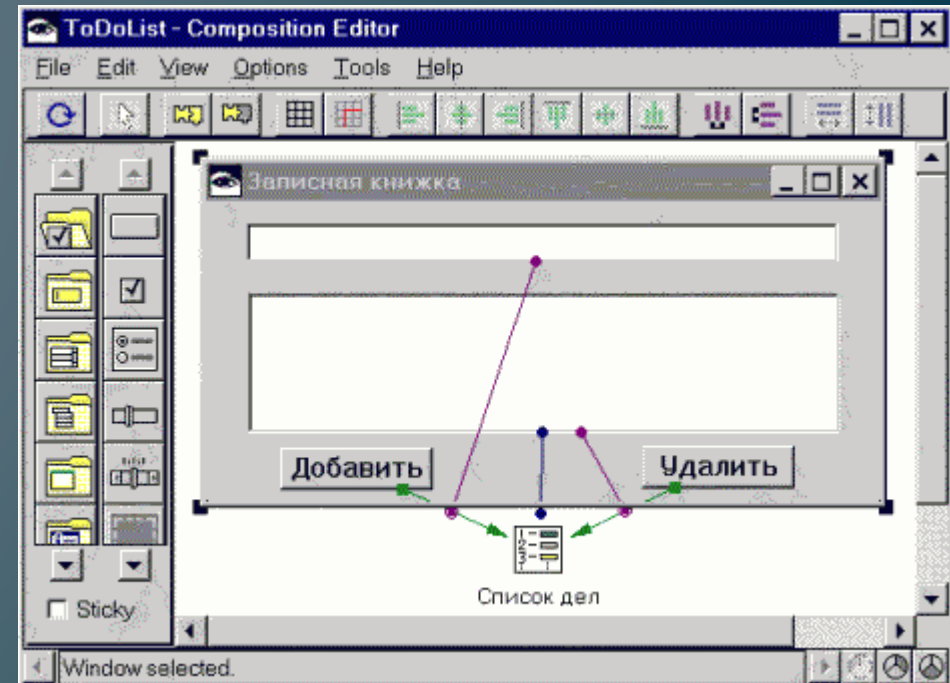 ToDoList - Composition Editor
File Edit View Options Tools Help
Записная книжка
Добавить Удалить
Список дел
Sticky
Window selected.